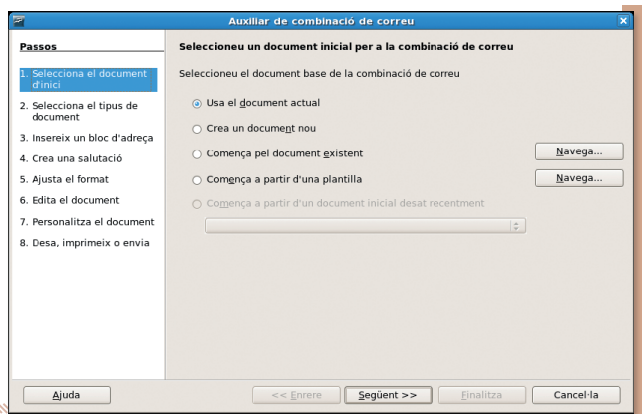 Auxiliar de combinació de correu
Passos
1. Selecciona el document
d'inici
2. Selecciona el tipus de
document
3. Insereix un bloc d'adreça
4. Crea una salutació
5. Ajusta el format
6. Edita el document
7. Personalitza el document
8. Desa, imprimeix o envia
Seleccioneu un document inicial per a la combinació de correu
Seleccioneu el document base de la combinació de correu
Usa el document actual
Crea un document nou
Comença pel document existent
Navega...
Comença a partir d'una plantilla
Navega...
Comença a partir d'un document inicial desat recentment
Ajuda
<< Enrere
Següent >>
Finalitza
Cancel·la